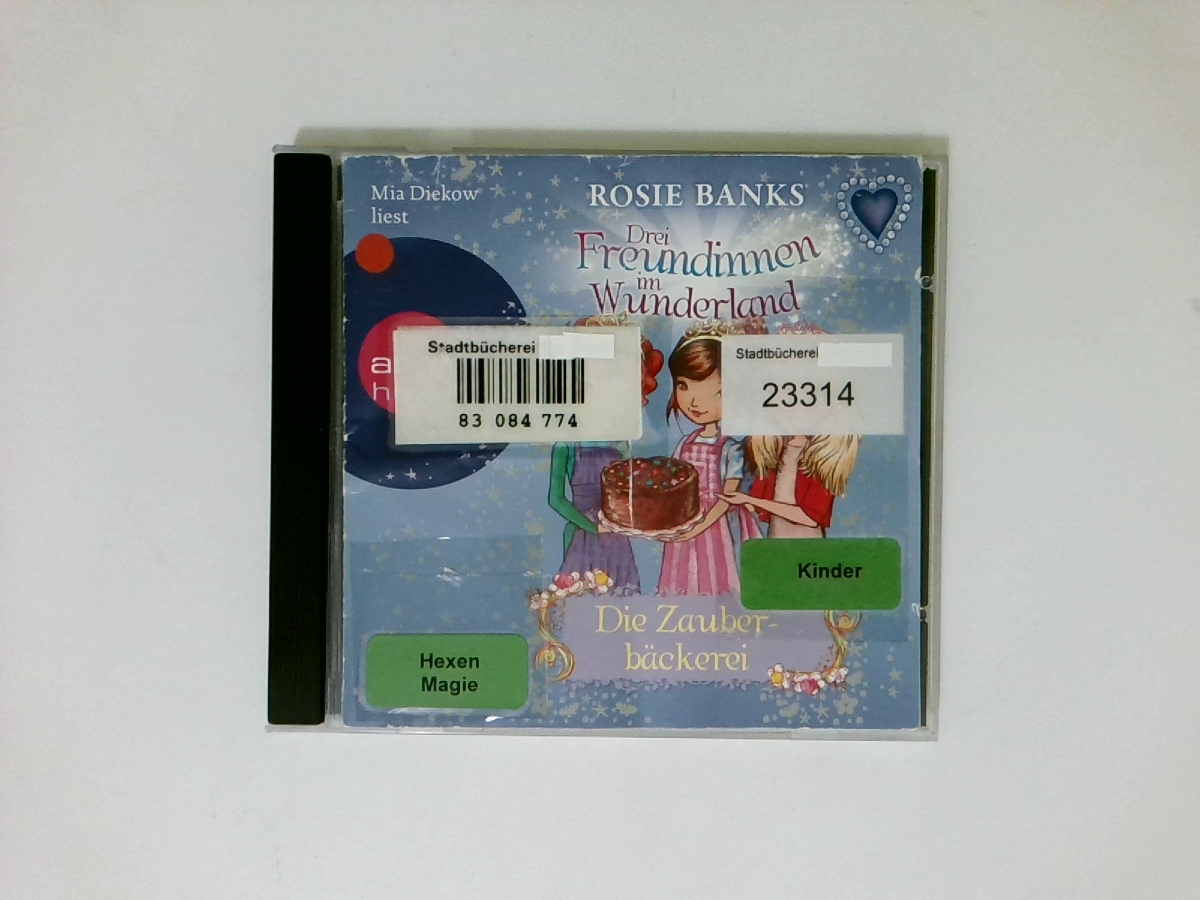 Mia Diekow
liest
ROSIE BANKS
Drei
Freundinnen
im
Wunderland
a
h
S*adtbücherei
83 084 774
Stadtbücherei
23314
Kinder
Die Zauber-
bäckerei
Hexen
Magie